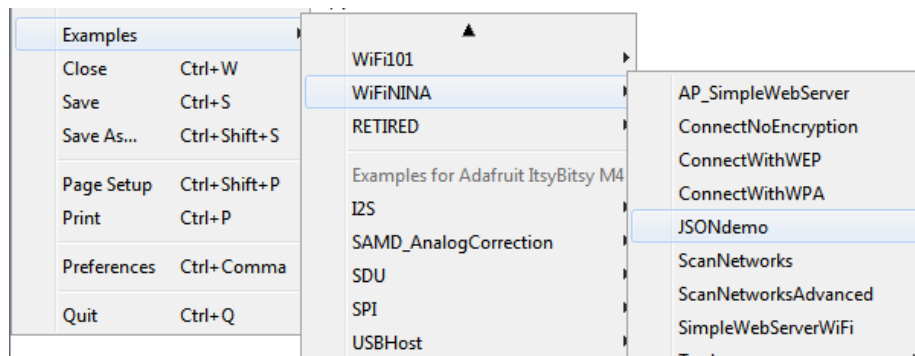 Examples
Close Ctrl+W
Save Ctrl+S
Save As... Ctrl+Shift+S
Page Setup Ctrl+Shift+P
Print Ctrl+P
Preferences Ctrl+Comma
Quit Ctrl+Q
WiFi101
WiFiNINA
RETIRED
Examples for Adafruit ItsyBitsy M4
I2S
SAMD_AnalogCorrection
SDU
SPI
USBHost
AP_SimpleWebServer
ConnectNoEncryption
ConnectWithWEP
ConnectWithWPA
JSONdemo
ScanNetworks
ScanNetworksAdvanced
SimpleWebServerWiFi